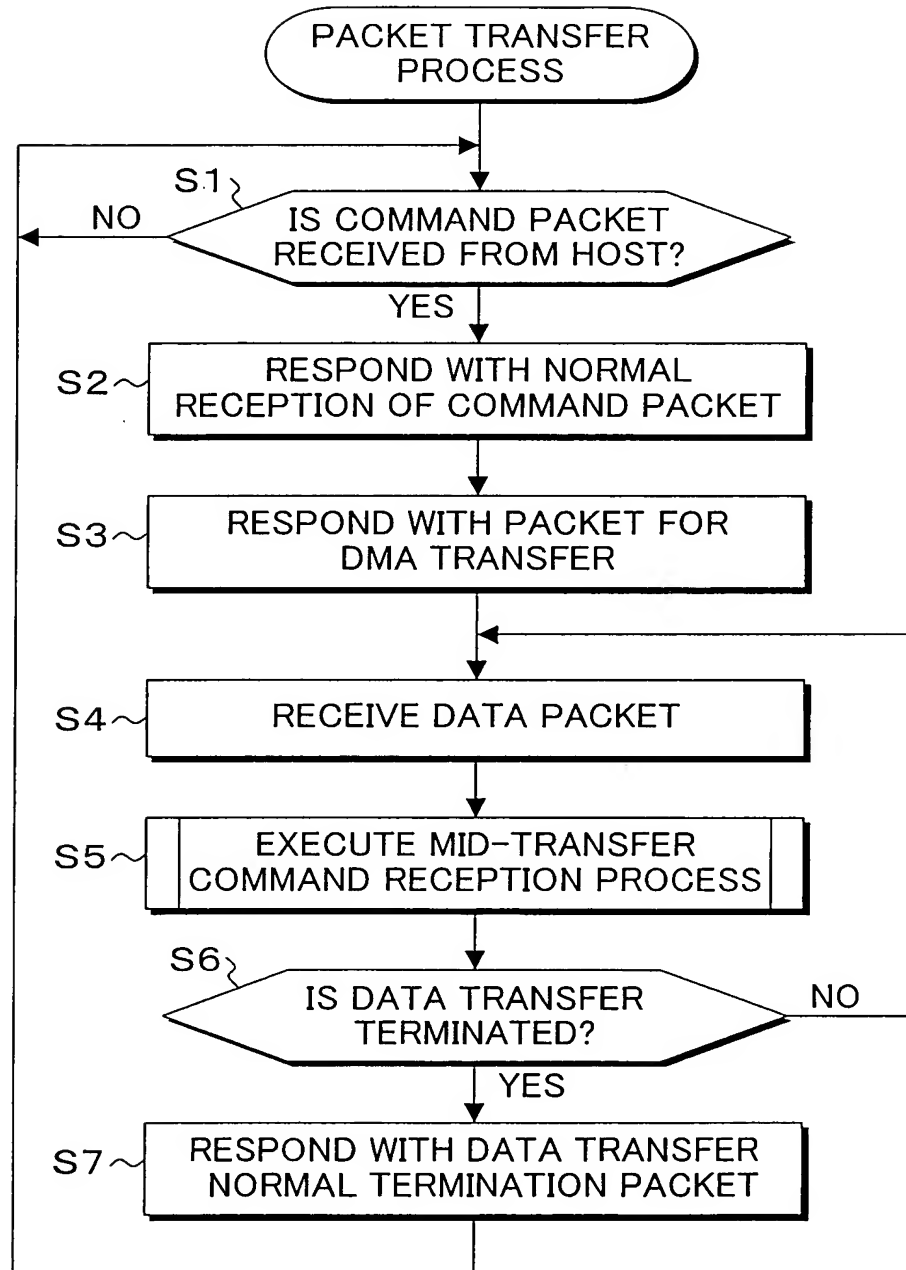 PACKET TRANSFER
PROCESS
S1
NO
IS COMMAND PACKET
RECEIVED FROM HOST?
YES
S2
RESPOND WITH NORMAL
RECEPTION OF COMMAND PACKET
S3
RESPOND WITH PACKET FOR
DMA TRANSFER
S4
RECEIVE DATA PACKET
S5
EXECUTE MID-TRANSFER
COMMAND RECEPTION PROCESS
S6
IS DATA TRANSFER
TERMINATED?
NO
YES
S7
RESPOND WITH DATA TRANSFER
NORMAL TERMINATION PACKET